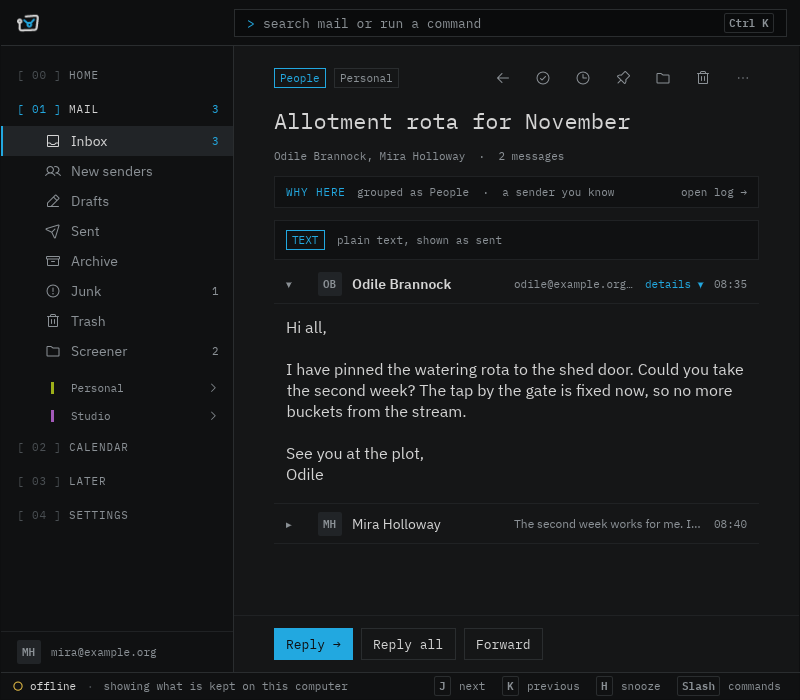 > search mail or run a command Ctrl K
[ 00 ] HOME
[ 01 ] MAIL 3
Inbox 3
New senders
Drafts
Sent
Archive
Junk 1
Trash
Screener 2
Personal
Studio
[ 02 ] CALENDAR
[ 03 ] LATER
[ 04 ] SETTINGS
MH mira@example.org
People Personal
Allotment rota for November
Odile Brannock, Mira Holloway · 2 messages
WHY HERE grouped as People · a sender you know open log →
TEXT plain text, shown as sent
▾ OB Odile Brannock odile@example.org… details ▾ 08:35
Hi all,
I have pinned the watering rota to the shed door. Could you take
the second week? The tap by the gate is fixed now, so no more
buckets from the stream.
See you at the plot,
Odile
▸ MH Mira Holloway The second week works for me. I… 08:40
Reply → Reply all Forward
offline · showing what is kept on this computer J next K previous H snooze Slash commands